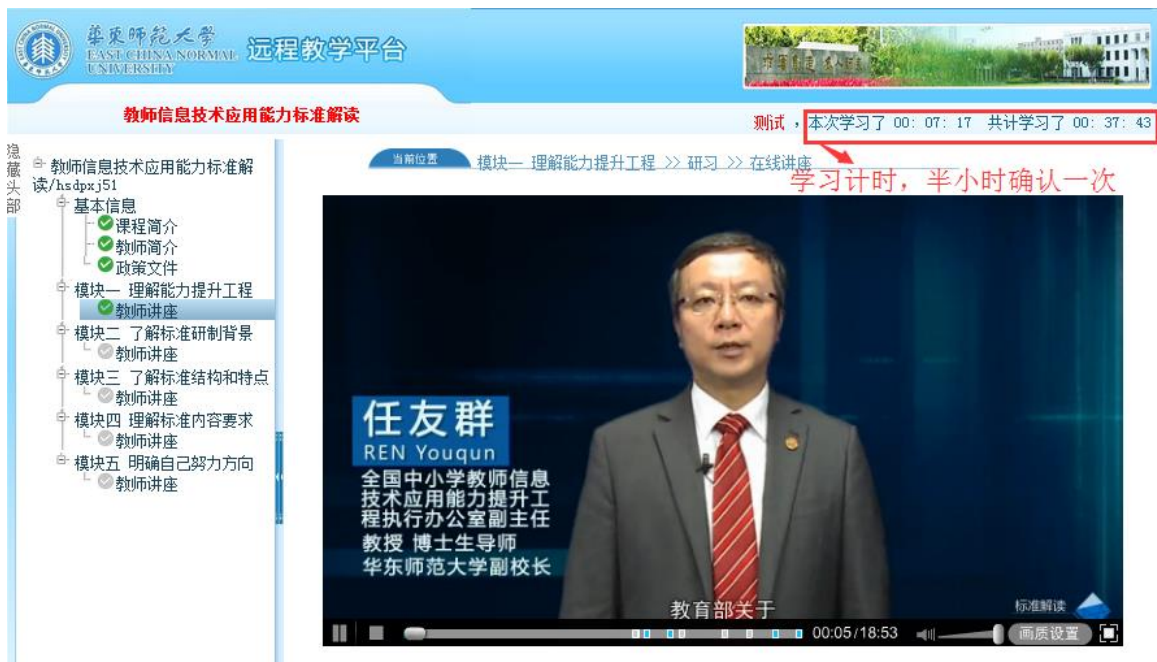 華東師範大學
EAST CHINA NORMAL
UNIVERSITY
远程教学平台
教师信息技术应用能力标准解读
测试 ，本次学习了 00: 07: 17 共计学习了 00: 37: 43
学习计时，半小时确认一次
隐藏头部
当前位置
模块一 理解能力提升工程 >> 研习 >> 在线讲座
教师信息技术应用能力标准解
读/hsdpxj51
基本信息
课程简介
教师简介
政策文件
模块一 理解能力提升工程
教师讲座
模块二 了解标准研制背景
教师讲座
模块三 了解标准结构和特点
教师讲座
模块四 理解标准内容要求
教师讲座
模块五 明确自己努力方向
教师讲座
任友群
REN Youqun
全国中小学教师信息
技术应用能力提升工
程执行办公室副主任
教授 博士生导师
华东师范大学副校长
教育部关于
标准解读
00:05/18:53
画质设置